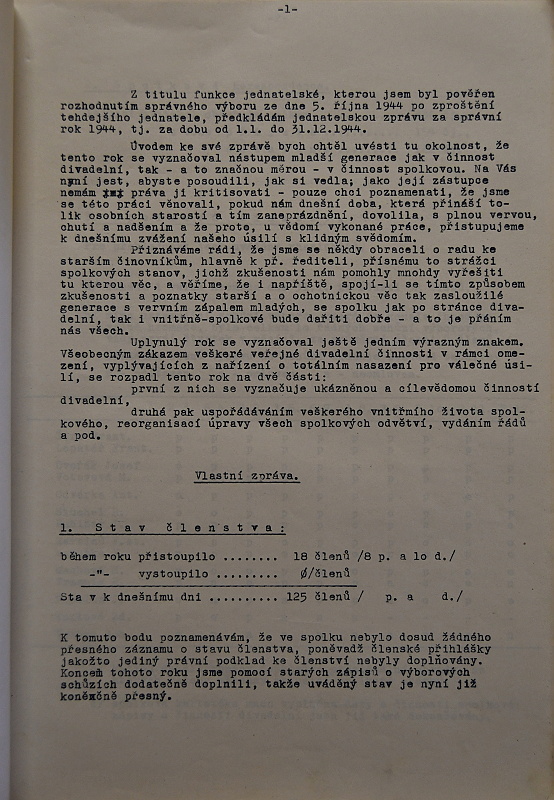 -1-
Z titulu funkce jednatelské, kterou jsem byl pověřen
rozhodnutím správného výboru ze dne 5. října 1944 po zproštění
tehdejšího jednatele, předkládám jednatelskou zprávu za správní
rok 1944, tj. za dobu od 1.1. do 31.12.1944.
Úvodem ke své zprávě bych chtěl uvésti tu okolnost, že
tento rok se vyznačoval nástupem mladší generace jak v činnost
divadelní, tak - a to značnou měrou - v činnost spolkovou. Na Vás
nyní jest, abyste posoudili, jak si vedla; jako její zástupce
nemám práva ji kritisovati - pouze chci poznamenati, že jsme
se této práci věnovali, pokud nám dnešní doba, která přináší to-
lik osobních starostí a tím zaneprázdnění, dovolila, s plnou vervou,
chutí a nadšením a že proto, u vědomí vykonané práce, přistupujeme
k dnešnímu zvážení našeho úsilí s klidným svědomím.
Přiznáváme rádi, že jsme se někdy obraceli o radu ke
starším činovníkům, hlavně k př. řediteli, přísnému to strážci
spolkových stanov, jichž zkušenosti nám pomohly mnohdy vyřešiti
tu kterou věc, a věříme, že i napříště, spojí-li se tímto způsobem
zkušenosti a poznatky starší a o ochotnickou věc tak zasloužilé
generace s vervním zápalem mladých, se spolku jak po stránce diva-
delní, tak i vnitřně-spolkové bude dařiti dobře - a to je přáním
nás všech.
Uplynulý rok se vyznačoval ještě jedním výrazným znakem.
Všeobecným zákazem veškeré veřejné divadelní činnosti v rámci ome-
zení, vyplývajících z nařízení o totálním nasazení pro válečné úsi-
lí, se rozpadl tento rok na dvě části:
první z nich se vyznačuje ukázněnou a cílevědomou činností
divadelní,
druhá pak uspořádáváním veškerého vnitřního života spol-
kového, reorganisací úpravy všech spolkových odvětví, vydáním řádů
a pod.
Vlastní zpráva.
1. S t a v č l e n s t v a :
během roku přistoupilo ........ 18 členů /8 p. a lo d./
-"- vystoupilo ......... Ø/členů
Sta v k dnešnímu dni .......... 125 členů / p. a d./
K tomuto bodu poznamenávám, že ve spolku nebylo dosud žádného
přesného záznamu o stavu členstva, poněvadž členské přihlášky
jakožto jediný právní podklad ke členství nebyly doplňovány.
Koncem tohoto roku jsme pomocí starých zápisů o výborových
schůzích dodatečně doplnili, takže uváděný stav je nyní již
konečně přesný.